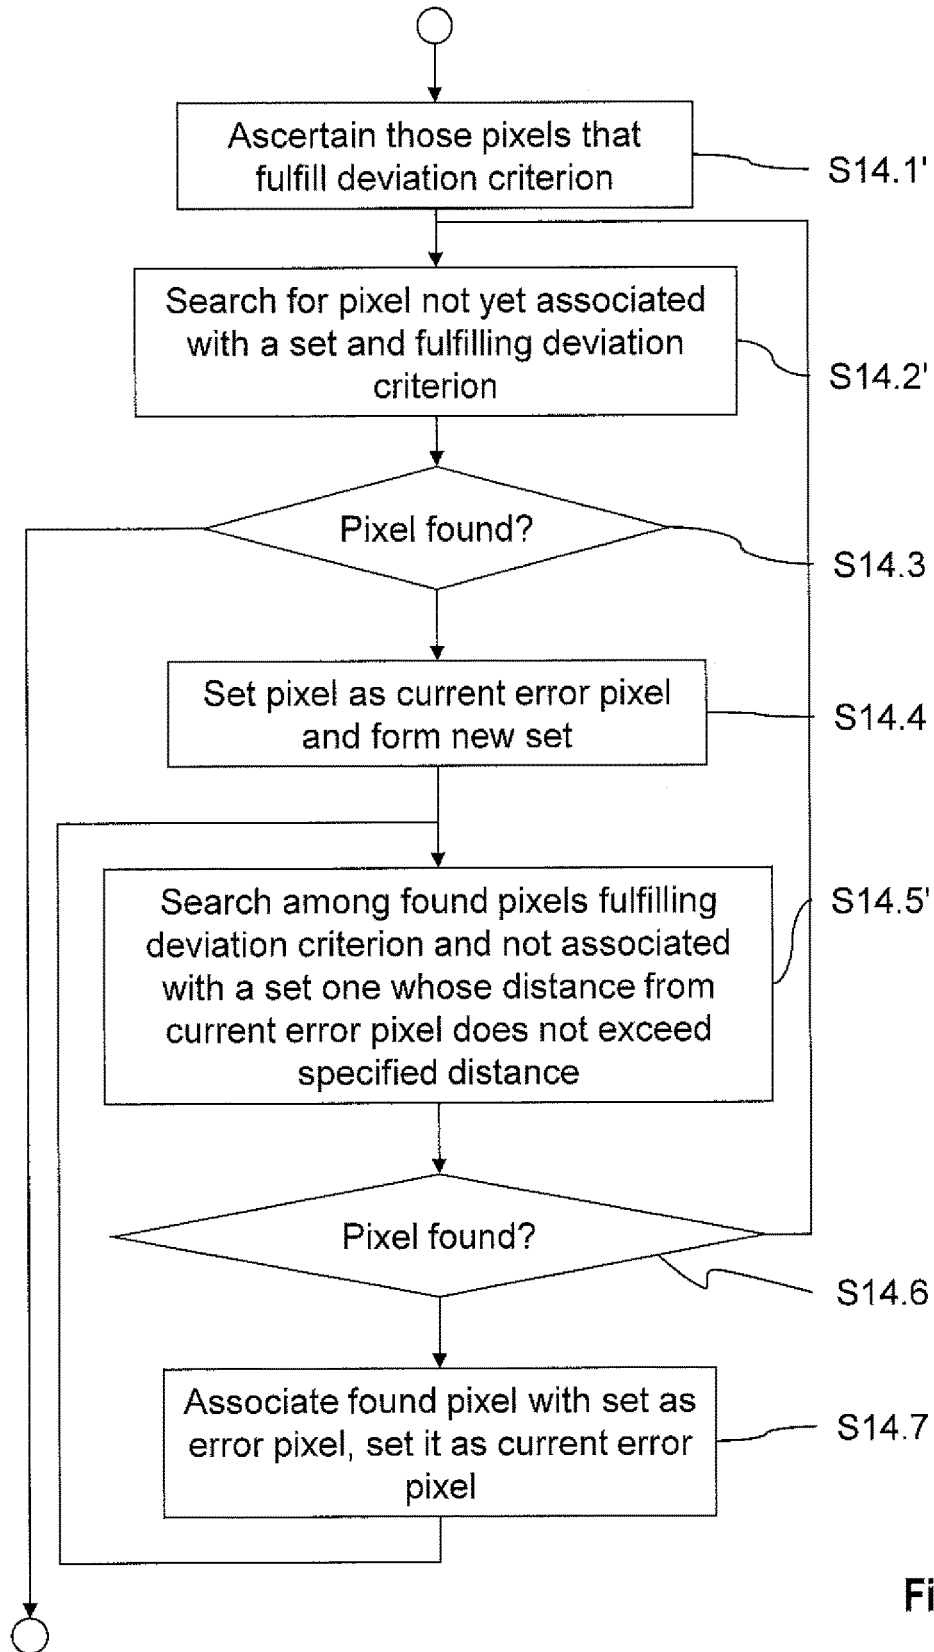 Ascertain those pixels that
fulfill deviation criterion
S14.1'
Search for pixel not yet associated
with a set and fulfilling deviation
criterion
S14.2'
Pixel found?
S14.3
Set pixel as current error pixel
and form new set
S14.4
Search among found pixels fulfilling
deviation criterion and not associated
with a set one whose distance from
current error pixel does not exceed
specified distance
S14.5'
Pixel found?
S14.6
Associate found pixel with set as
error pixel, set it as current error
pixel
S14.7
Fi